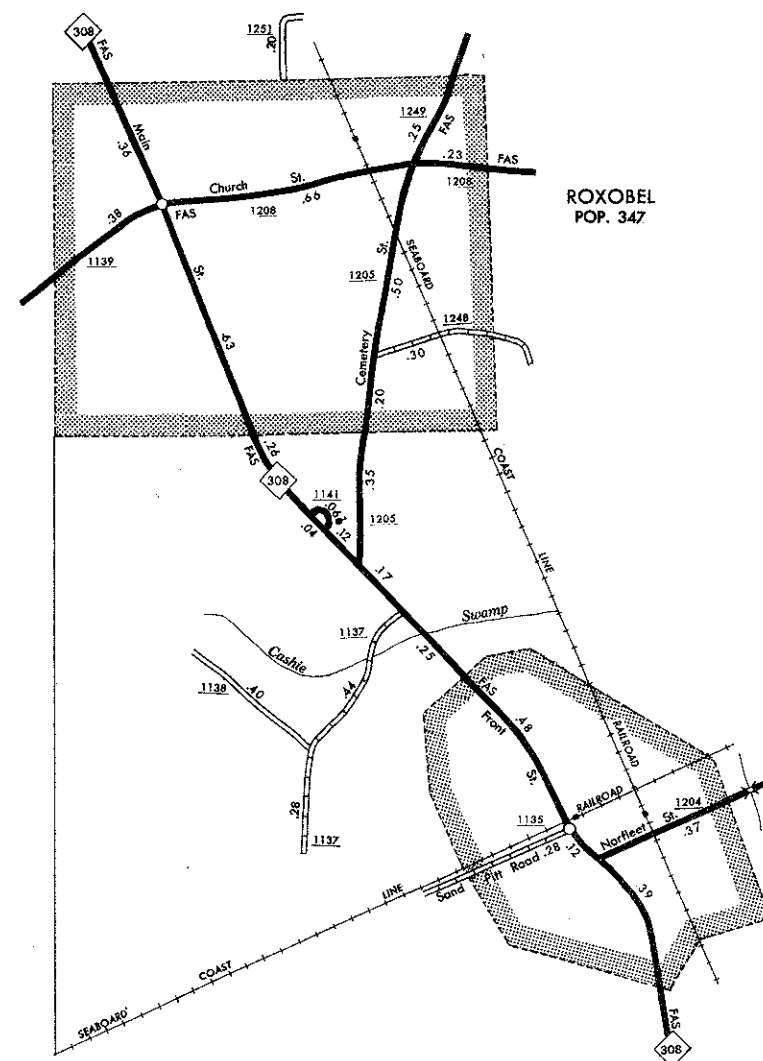 308
FAS
1251
.20
Main
.36
1249
.25
FAS
.23
FAS
1208
Church St.
.66
1208
FAS
.38
1139
ROXOBEL
POP. 347
St.
.63
St.
1205
.50
SEABOARD
1248
.30
Cemetery
.20
.26
FAS
308
.35
1205
COAST
LINE
1141
.06
.04
.12
.17
1137
Swamp
Cashie
.25
1138
.40
.44
FAS
Front
.48
St.
RAILROAD
.28
1137
1135
RAILROAD
1204
Norfleet St.
.37
.12
Sand Pitt Road .28
LINE
.39
COAST
SEABOARD
FAS
308